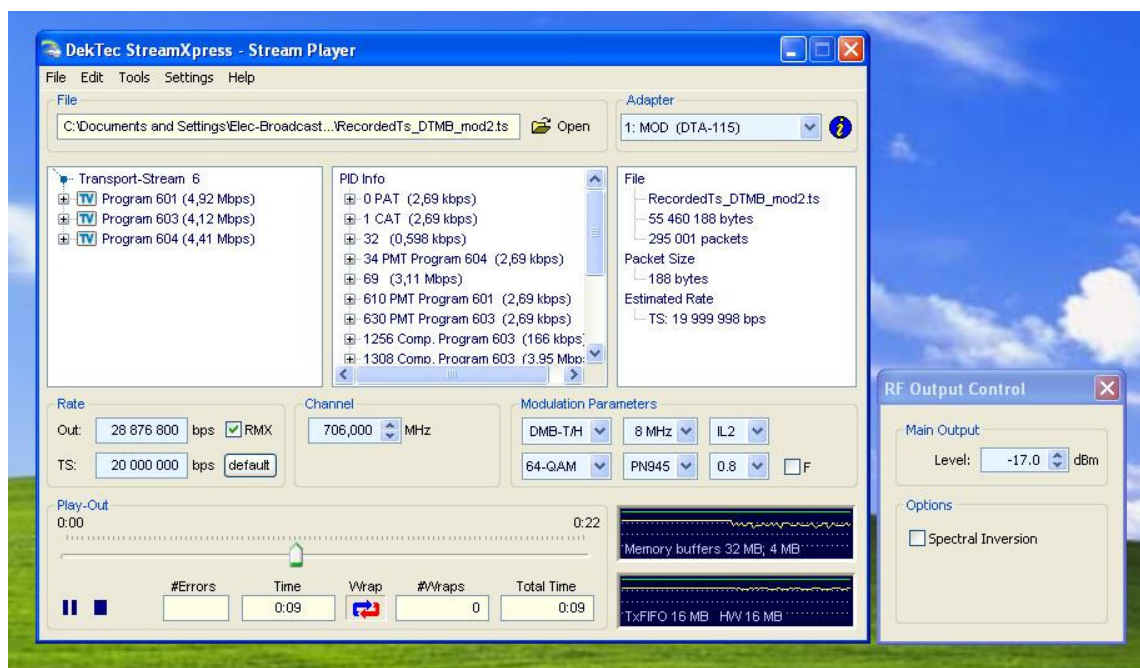 DekTec StreamXpress - Stream Player
File Edit Tools Settings Help
File
C:\Documents and Settings\Elec-Broadcast...\RecordedTs_DTMB_mod2.ts
Open
Adapter
1: MOD (DTA-115)
Transport-Stream 6
Program 601 (4,92 Mbps)
Program 603 (4,12 Mbps)
Program 604 (4,41 Mbps)
PID Info
0 PAT (2,69 kbps)
1 CAT (2,69 kbps)
32 (0,598 kbps)
34 PMT Program 604 (2,69 kbps)
69 (3,11 Mbps)
610 PMT Program 601 (2,69 kbps)
630 PMT Program 603 (2,69 kbps)
1256 Comp. Program 603 (166 kbps)
1308 Comp. Program 603 (3.95 Mbp
File
RecordedTs_DTMB_mod2.ts
55 460 188 bytes
295 001 packets
Packet Size
188 bytes
Estimated Rate
TS: 19 999 998 bps
Rate
Out: 28 876 800 bps RMX
TS: 20 000 000 bps default
Channel
706,000 MHz
Modulation Parameters
DMB-T/H 8 MHz IL2
64-QAM PN945 0.8 F
Play-Out
0:00 0:22
#Errors Time Wrap #Wraps Total Time
0:09 0 0:09
Memory buffers 32 MB; 4 MB
TxFIFO 16 MB HW 16 MB
RF Output Control
Main Output
Level: -17.0 dBm
Options
Spectral Inversion